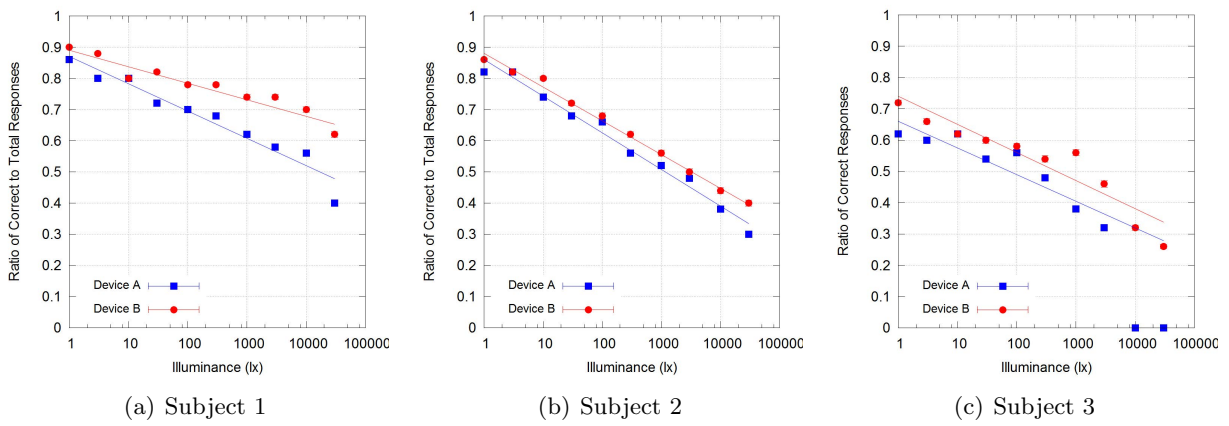 Ratio of Correct to Total Responses
1
0.9
0.8
0.7
0.6
0.5
0.4
0.3
0.2
0.1
0
Device A
Device B
1 10 100 1000 10000 100000
Illuminance (lx)
(a) Subject 1
Ratio of Correct to Total Responses
1
0.9
0.8
0.7
0.6
0.5
0.4
0.3
0.2
0.1
0
Device A
Device B
1 10 100 1000 10000 100000
Illuminance (lx)
(b) Subject 2
Ratio of Correct Responses
1
0.9
0.8
0.7
0.6
0.5
0.4
0.3
0.2
0.1
0
Device A
Device B
1 10 100 1000 10000 100000
Illuminance (lx)
(c) Subject 3